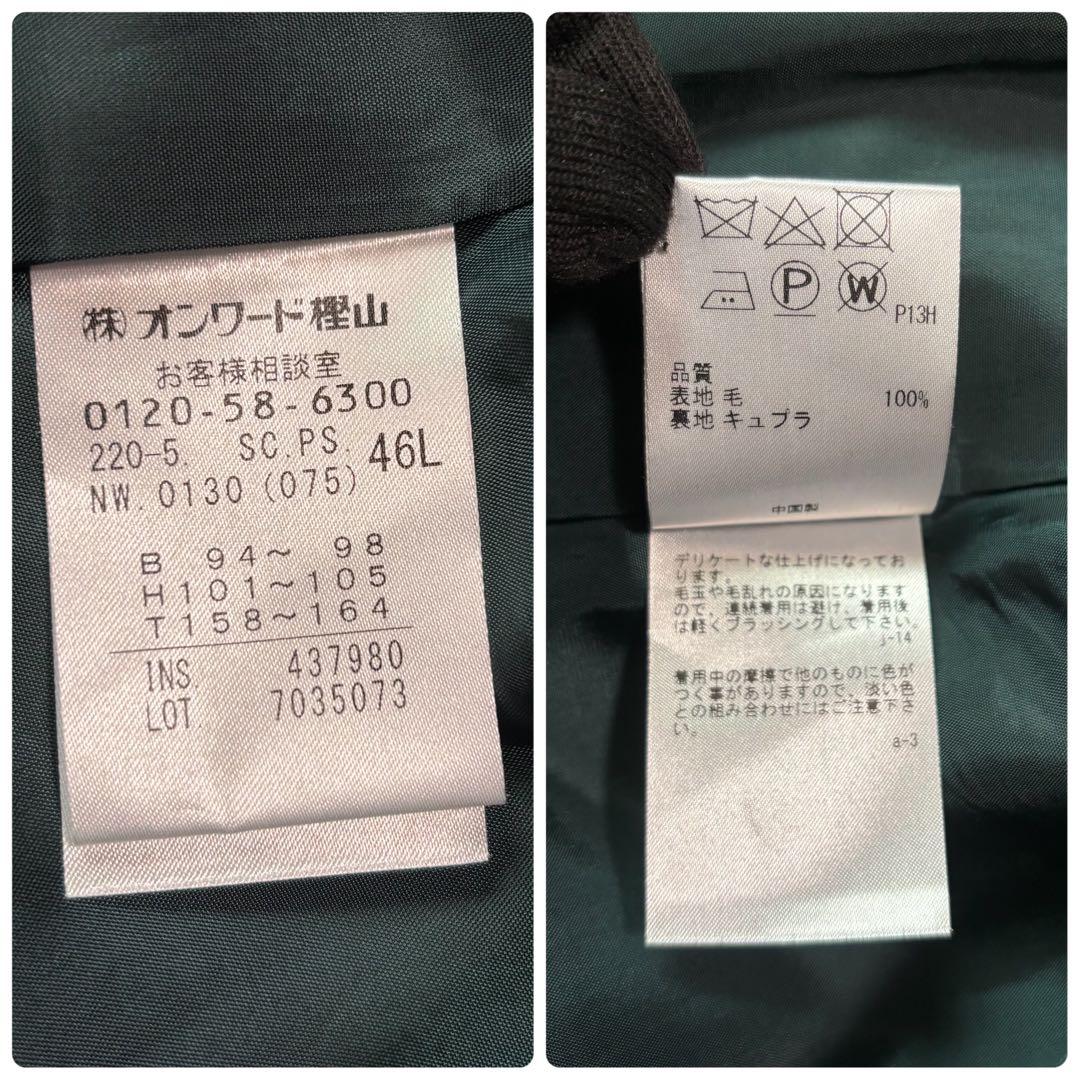 ㈱オンワード樫山
お客様相談室
0120-58-6300
220-5. SC.PS. 46L
NW.0130 (075)
B 94～ 98
H 101～105
T 158～164
INS. 437980
LOT. 7035073
P
W
P13H
品質
表地 毛 100%
裏地 キュプラ
中国製
デリケートな仕上げになってお
ります。
毛玉や毛乱れの原因になります
ので、連続着用は避け、着用後
は軽くブラッシングして下さい。
j-14
着用中の摩擦で他のものに色が
つく事がありますので、淡い色
との組み合わせにはご注意下さ
い。
a-3